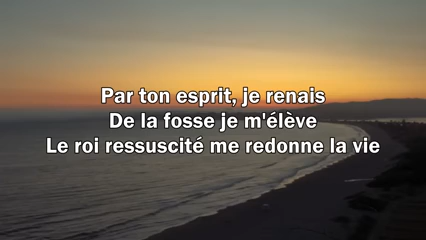 Par ton esprit, je renais
De la fosse je m'élève
Le roi ressuscité me redonne la vie